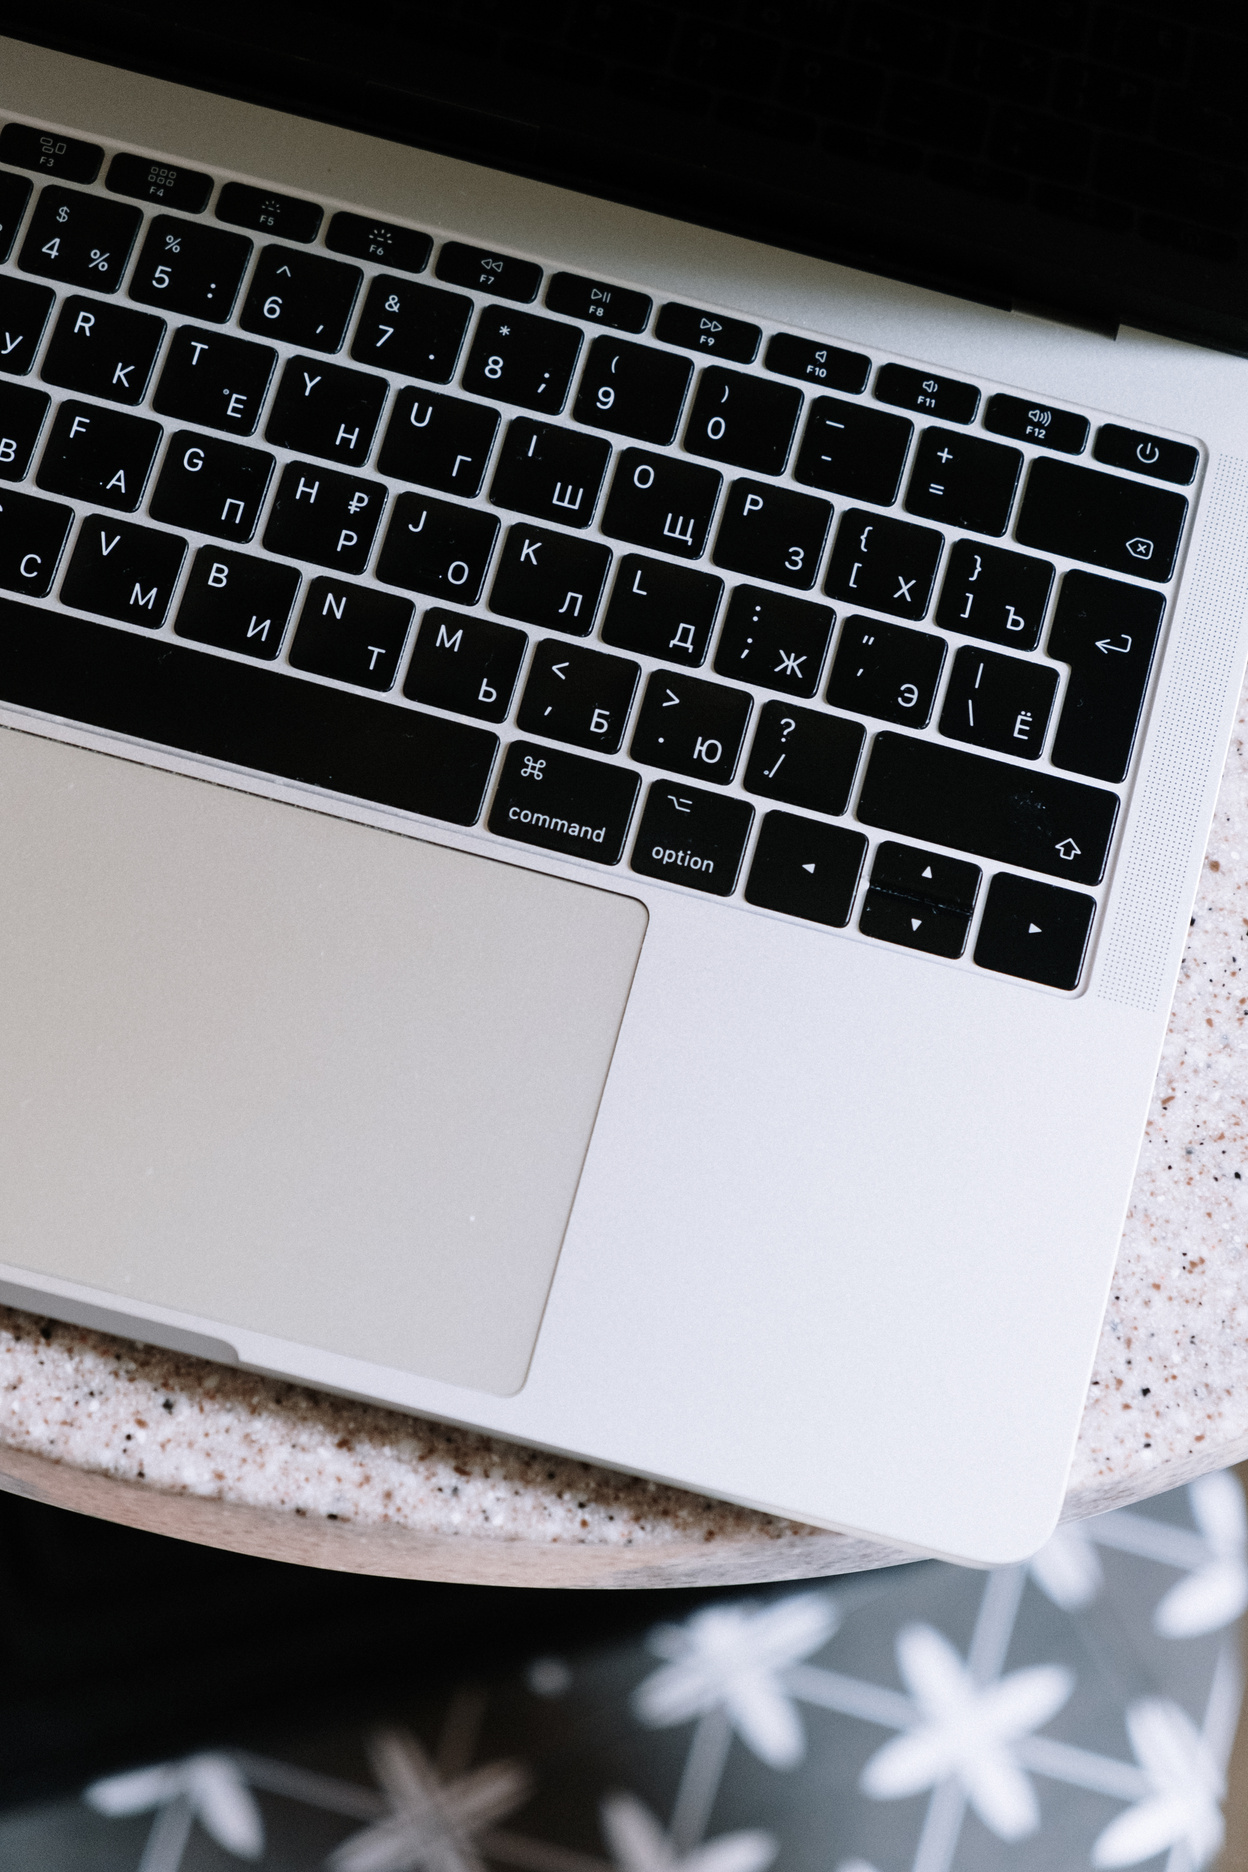 F3 F4 F5 F6 F7 F8 F9 F10 F11 F12
$ 4 % % 5 : ^ 6 , & 7 . * 8 ; ( 9 ) 0 _ - + =
У R К T Е Y Н U Г I Ш O Щ P З { [ Х } ] Ъ
В F А G П H ₽ Р J О K Л L Д : ; Ж " ' Э | \ Ё
С V М B И N Т M Ь < , Б > . Ю ? / .
⌘ command ⌥ option